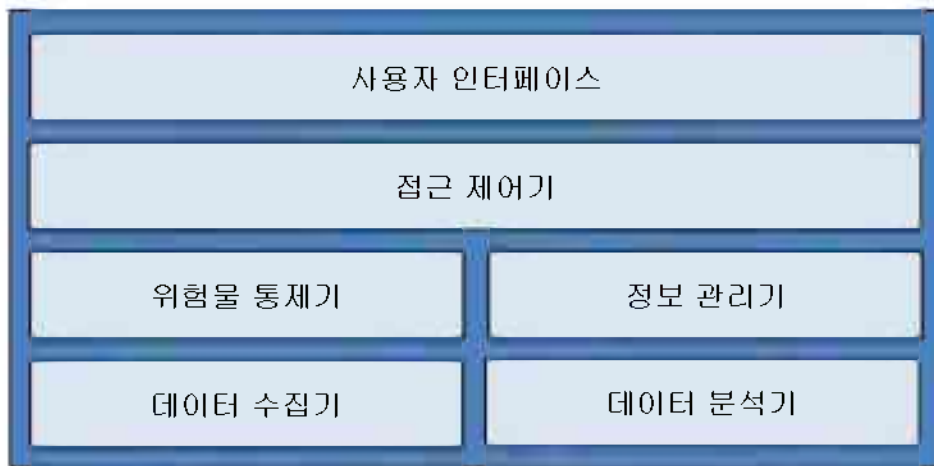 사용자 인터페이스
접근 제어기
위험물 통제기
정보 관리기
데이터 수집기
데이터 분석기